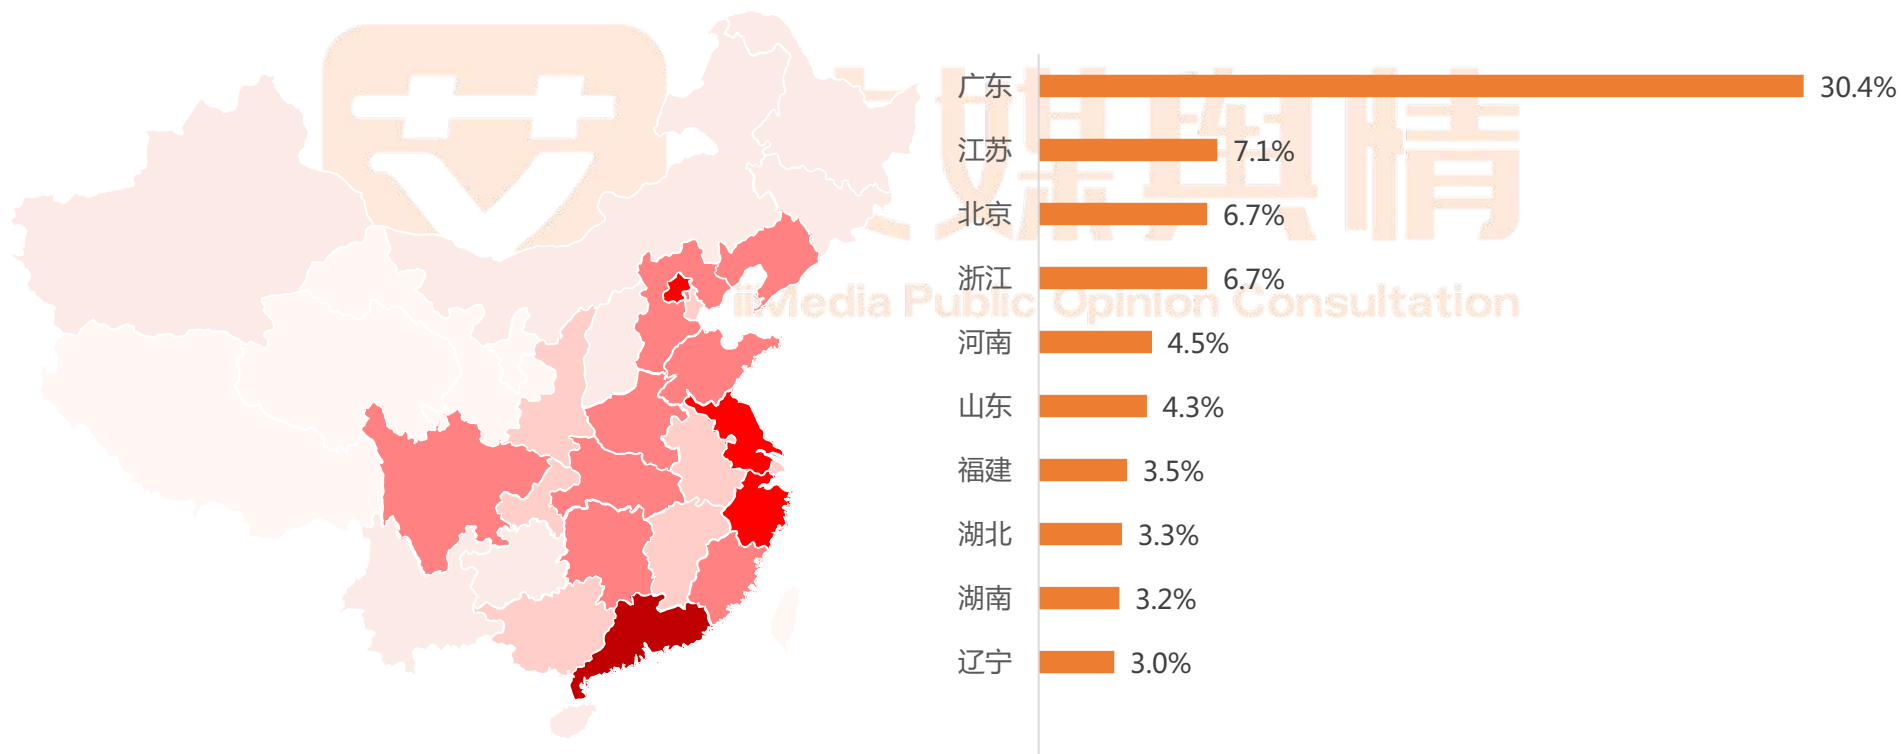 广东 30.4%
江苏 7.1%
北京 6.7%
浙江 6.7%
河南 4.5%
山东 4.3%
福建 3.5%
湖北 3.3%
湖南 3.2%
辽宁 3.0%
媒舆情
iiMedia Public Opinion Consultation